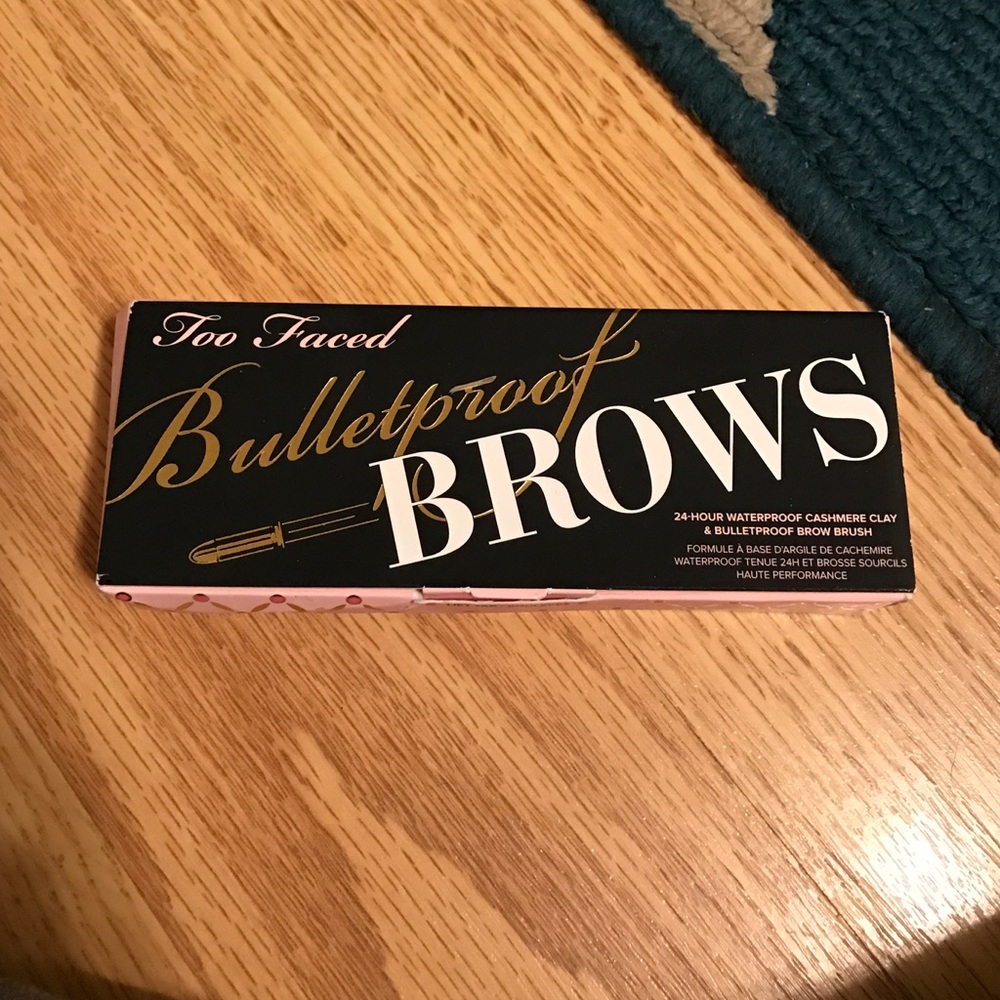 Too Faced
Bulletproof
BROWS
24-HOUR WATERPROOF CASHMERE CLAY
& BULLETPROOF BROW BRUSH
FORMULE À BASE D'ARGILE DE CACHEMIRE
WATERPROOF TENUE 24H ET BROSSE SOURCILS
HAUTE PERFORMANCE